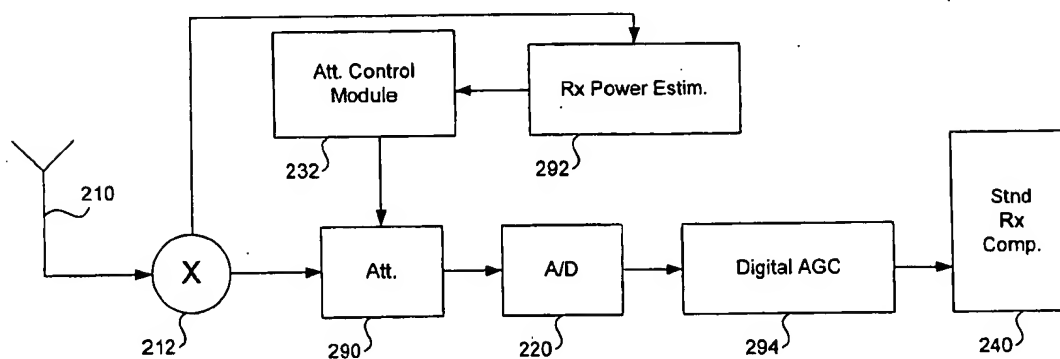 Att. Control
Module
Rx Power Estim.
232
292
210
Stnd
Rx
Comp.
X
Att.
A/D
Digital AGC
212
290
220
294
240